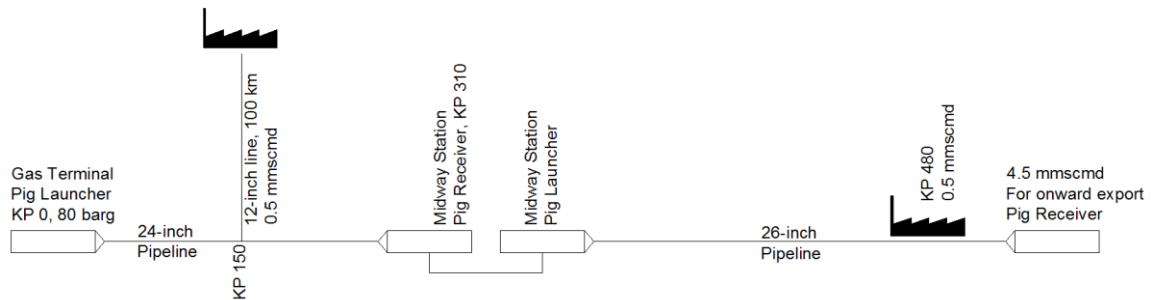 Gas Terminal
Pig Launcher
KP 0, 80 barg
24-inch
Pipeline
KP 150
12-inch line, 100 km
0.5 mmscmd
Midway Station
Pig Receiver, KP 310
Midway Station
Pig Launcher
26-inch
Pipeline
KP 480
0.5 mmscmd
4.5 mmscmd
For onward export
Pig Receiver